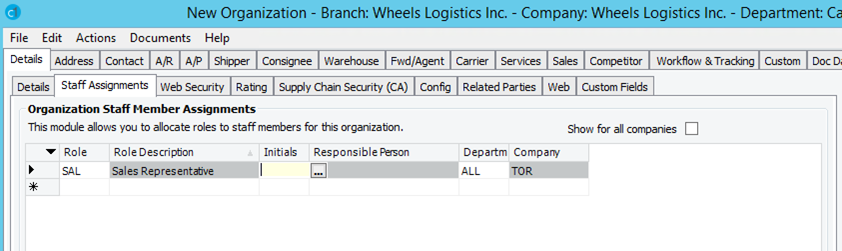 New Organization - Branch: Wheels Logistics Inc. - Company: Wheels Logistics Inc. - Department: Ca
File Edit Actions Documents Help
Details Address Contact A/R A/P Shipper Consignee Warehouse Fwd/Agent Carrier Services Sales Competitor Workflow & Tracking Custom Doc Da
Details Staff Assignments Web Security Rating Supply Chain Security (CA) Config Related Parties Web Custom Fields
Organization Staff Member Assignments
This module allows you to allocate roles to staff members for this organization. Show for all companies
Role Role Description Initials Responsible Person Departm Company
SAL Sales Representative ... ALL TOR